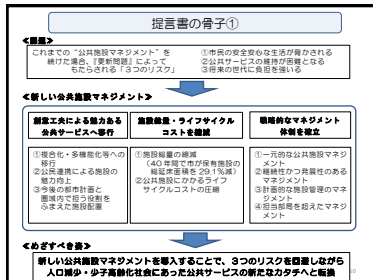 提言書の骨子①
≪課題≫
これまでの“公共施設マネジメント”を
続けた場合、『更新問題』によって
もたらされる「3つのリスク」
①市民の安全安心な生活が脅かされる
②公共サービスの維持が困難となる
③将来の世代に負担を強いる
≪新しい公共施設マネジメント≫
創意工夫による魅力ある
公共サービスへ移行
①複合化・多機能化等への
移行
②公民連携による施設の
魅力向上
③今後の都市計画と
圏域内で担う役割を
ふまえた施設配置
施設総量・ライフサイクル
コストを縮減
①施設総量の縮減
(40年間で市が保有施設の
総延床面積を29.1%減)
②公共施設にかかるライフ
サイクルコストの圧縮
戦略的なマネジメント
体制を確立
①一元的な公共施設マネジ
メント
②継続性かつ発展性のある
マネジメント
③計画的な施設管理のマネジ
メント
④担当部局を超えたマネジ
メント
≪めざすべき姿≫
新しい公共施設マネジメントを導入することで、3つのリスクを回避しながら
人口減少・少子高齢化社会にあった公共サービスの新たなカタチへと転換